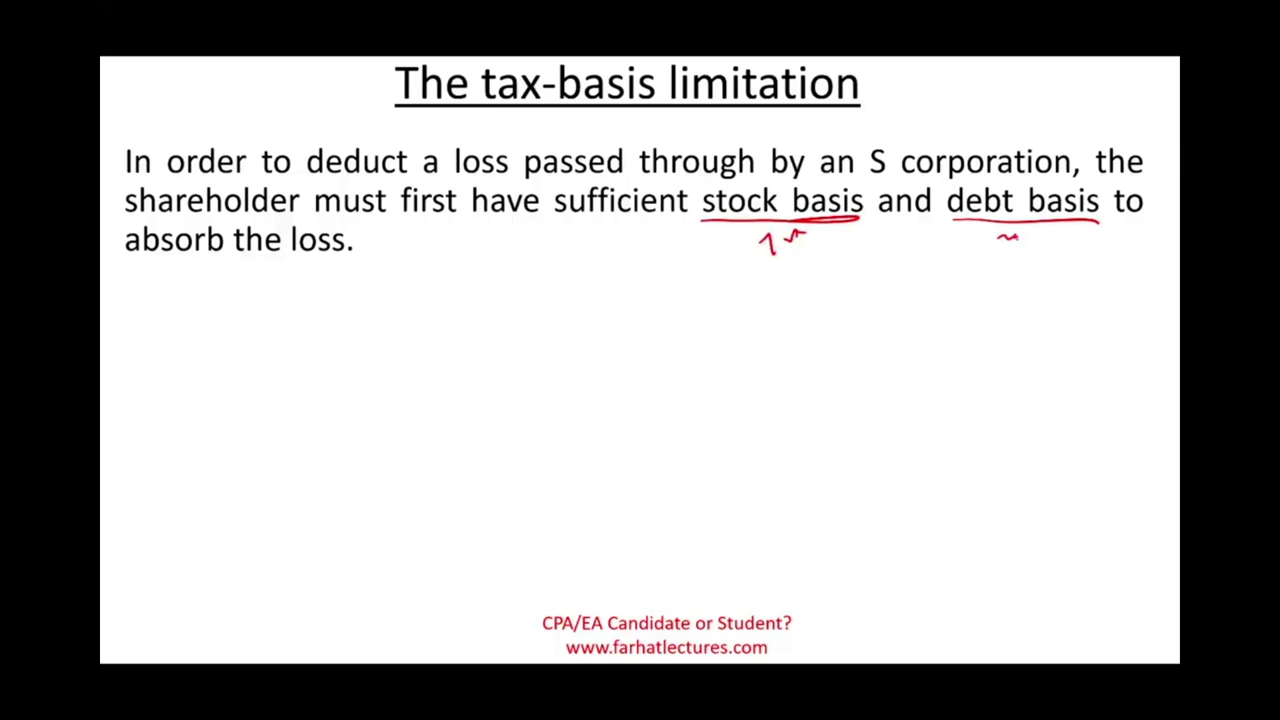 The tax-basis limitation
In order to deduct a loss passed through by an S corporation, the
shareholder must first have sufficient stock basis and debt basis to
absorb the loss.
1st
CPA/EA Candidate or Student?
www.farhatlectures.com